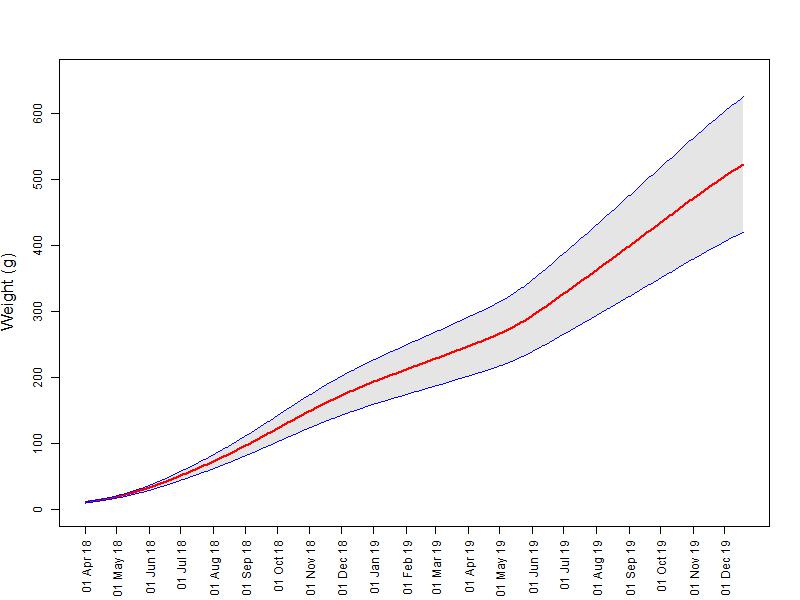 Weight (g)
600
500
400
300
200
100
0
01 Apr 18
01 May 18
01 Jun 18
01 Jul 18
01 Aug 18
01 Sep 18
01 Oct 18
01 Nov 18
01 Dec 18
01 Jan 19
01 Feb 19
01 Mar 19
01 Apr 19
01 May 19
01 Jun 19
01 Jul 19
01 Aug 19
01 Sep 19
01 Oct 19
01 Nov 19
01 Dec 19